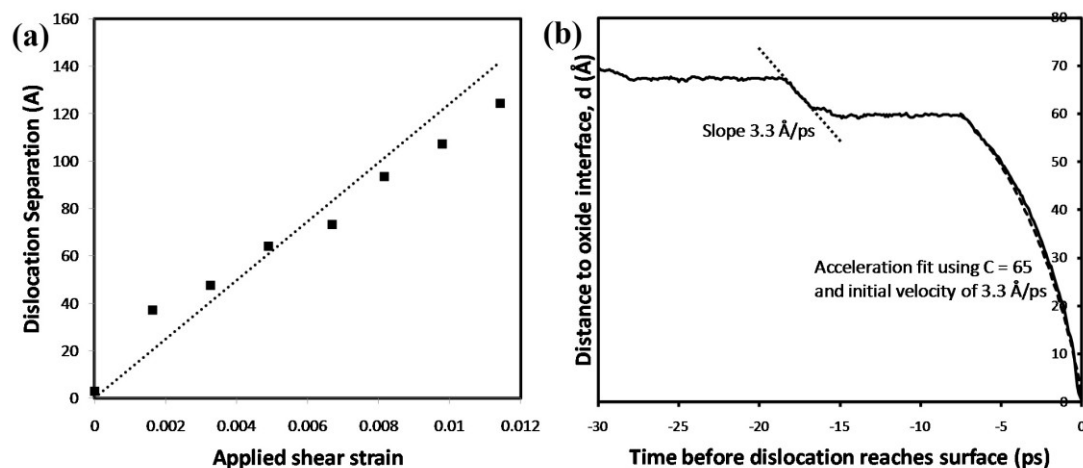 (a)
160
140
120
100
80
60
40
20
0
Dislocation Separation (A)
0 0.002 0.004 0.006 0.008 0.01 0.012
Applied shear strain
(b)
80
70
60
50
40
30
20
10
0
Distance to oxide interface, d (Å)
Slope 3.3 Å/ps
Acceleration fit using C = 65
and initial velocity of 3.3 Å/ps
-30 -25 -20 -15 -10 -5 0
Time before dislocation reaches surface (ps)